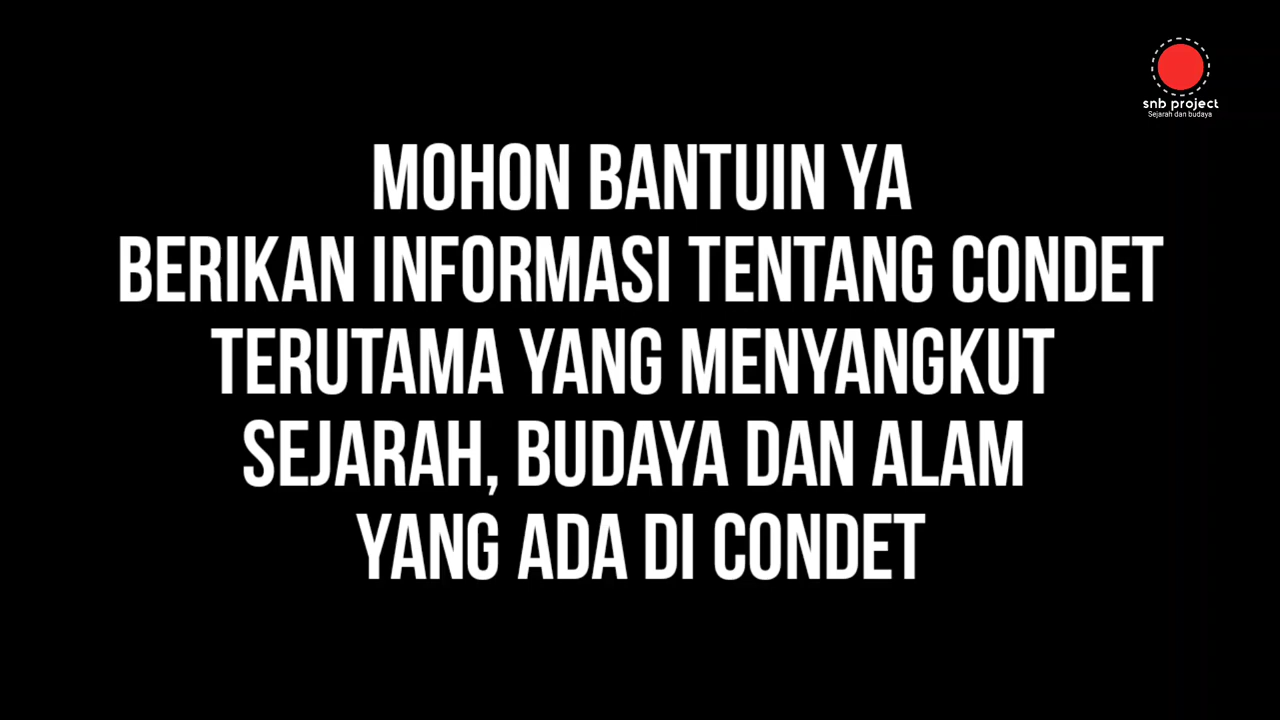 snb project
Sejarah dan budaya
MOHON BANTUIN YA
BERIKAN INFORMASI TENTANG CONDET
TERUTAMA YANG MENYANGKUT
SEJARAH, BUDAYA DAN ALAM
YANG ADA DI CONDET